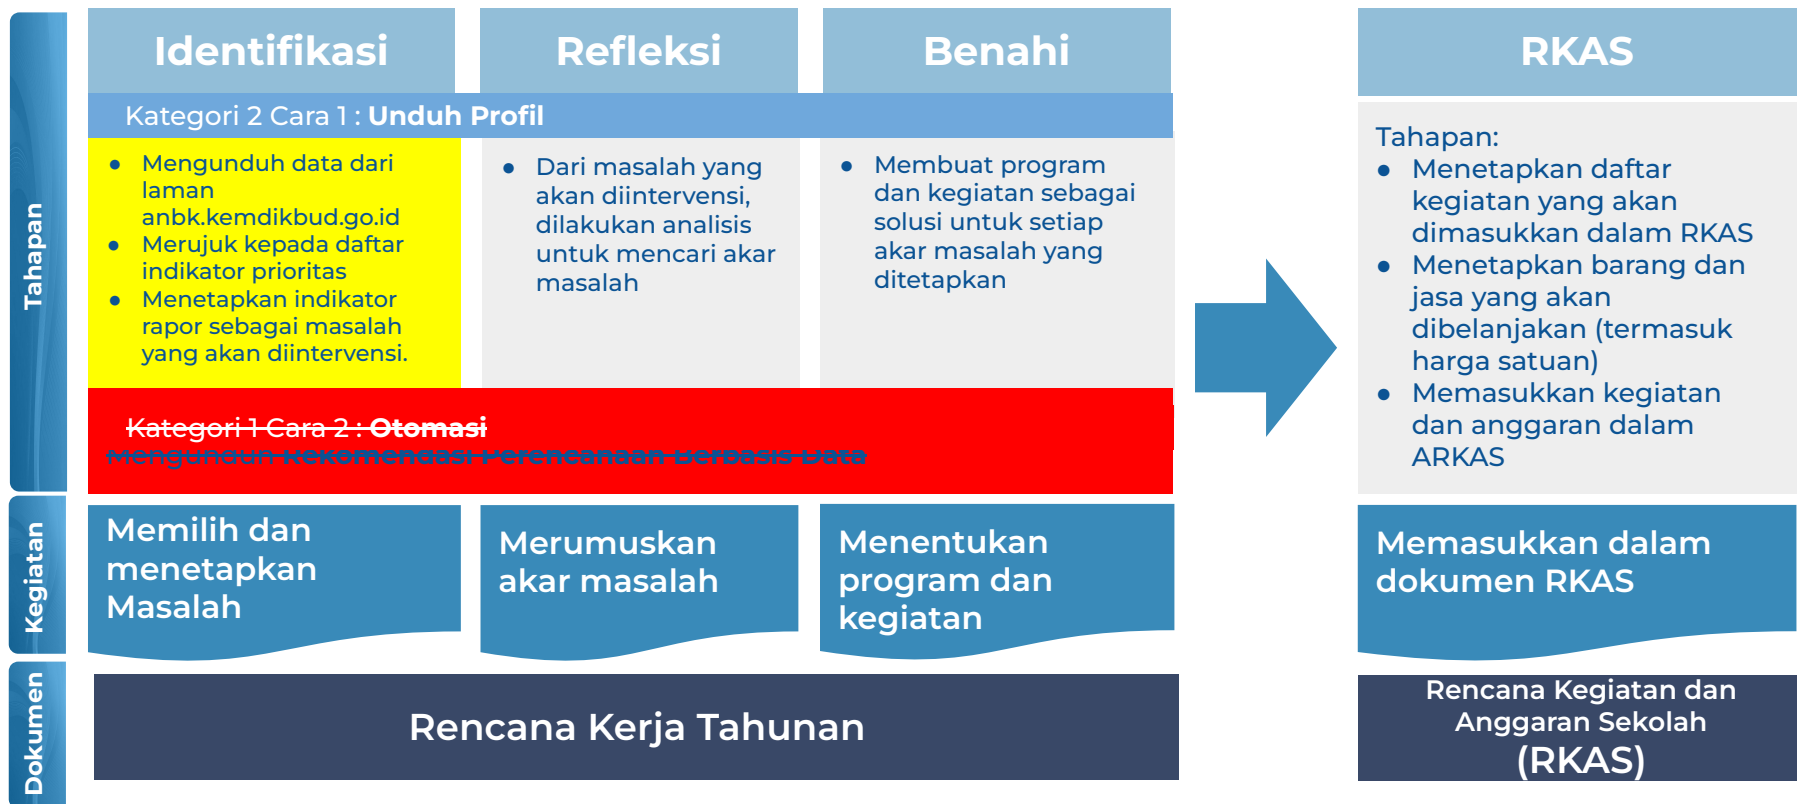 Identifikasi
Refleksi
Benahi
RKAS
Tahapan
Kategori 2 Cara 1 : Unduh Profil
● Mengunduh data dari
laman
anbk.kemdikbud.go.id
● Merujuk kepada daftar
indikator prioritas
● Menetapkan indikator
rapor sebagai masalah
yang akan diintervensi.
● Dari masalah yang
akan diintervensi,
dilakukan analisis
untuk mencari akar
masalah
● Membuat program
dan kegiatan sebagai
solusi untuk setiap
akar masalah yang
ditetapkan
Tahapan:
● Menetapkan daftar
kegiatan yang akan
dimasukkan dalam RKAS
● Menetapkan barang dan
jasa yang akan
dibelanjakan (termasuk
harga satuan)
● Memasukkan kegiatan
dan anggaran dalam
ARKAS
Kategori 1 Cara 2 : Otomasi
Mengunduh Rekomendasi Perencanaan Berbasis Data
Kegiatan
Memilih dan
menetapkan
Masalah
Merumuskan
akar masalah
Menentukan
program dan
kegiatan
Memasukkan dalam
dokumen RKAS
Dokumen
Rencana Kerja Tahunan
Rencana Kegiatan dan
Anggaran Sekolah
(RKAS)